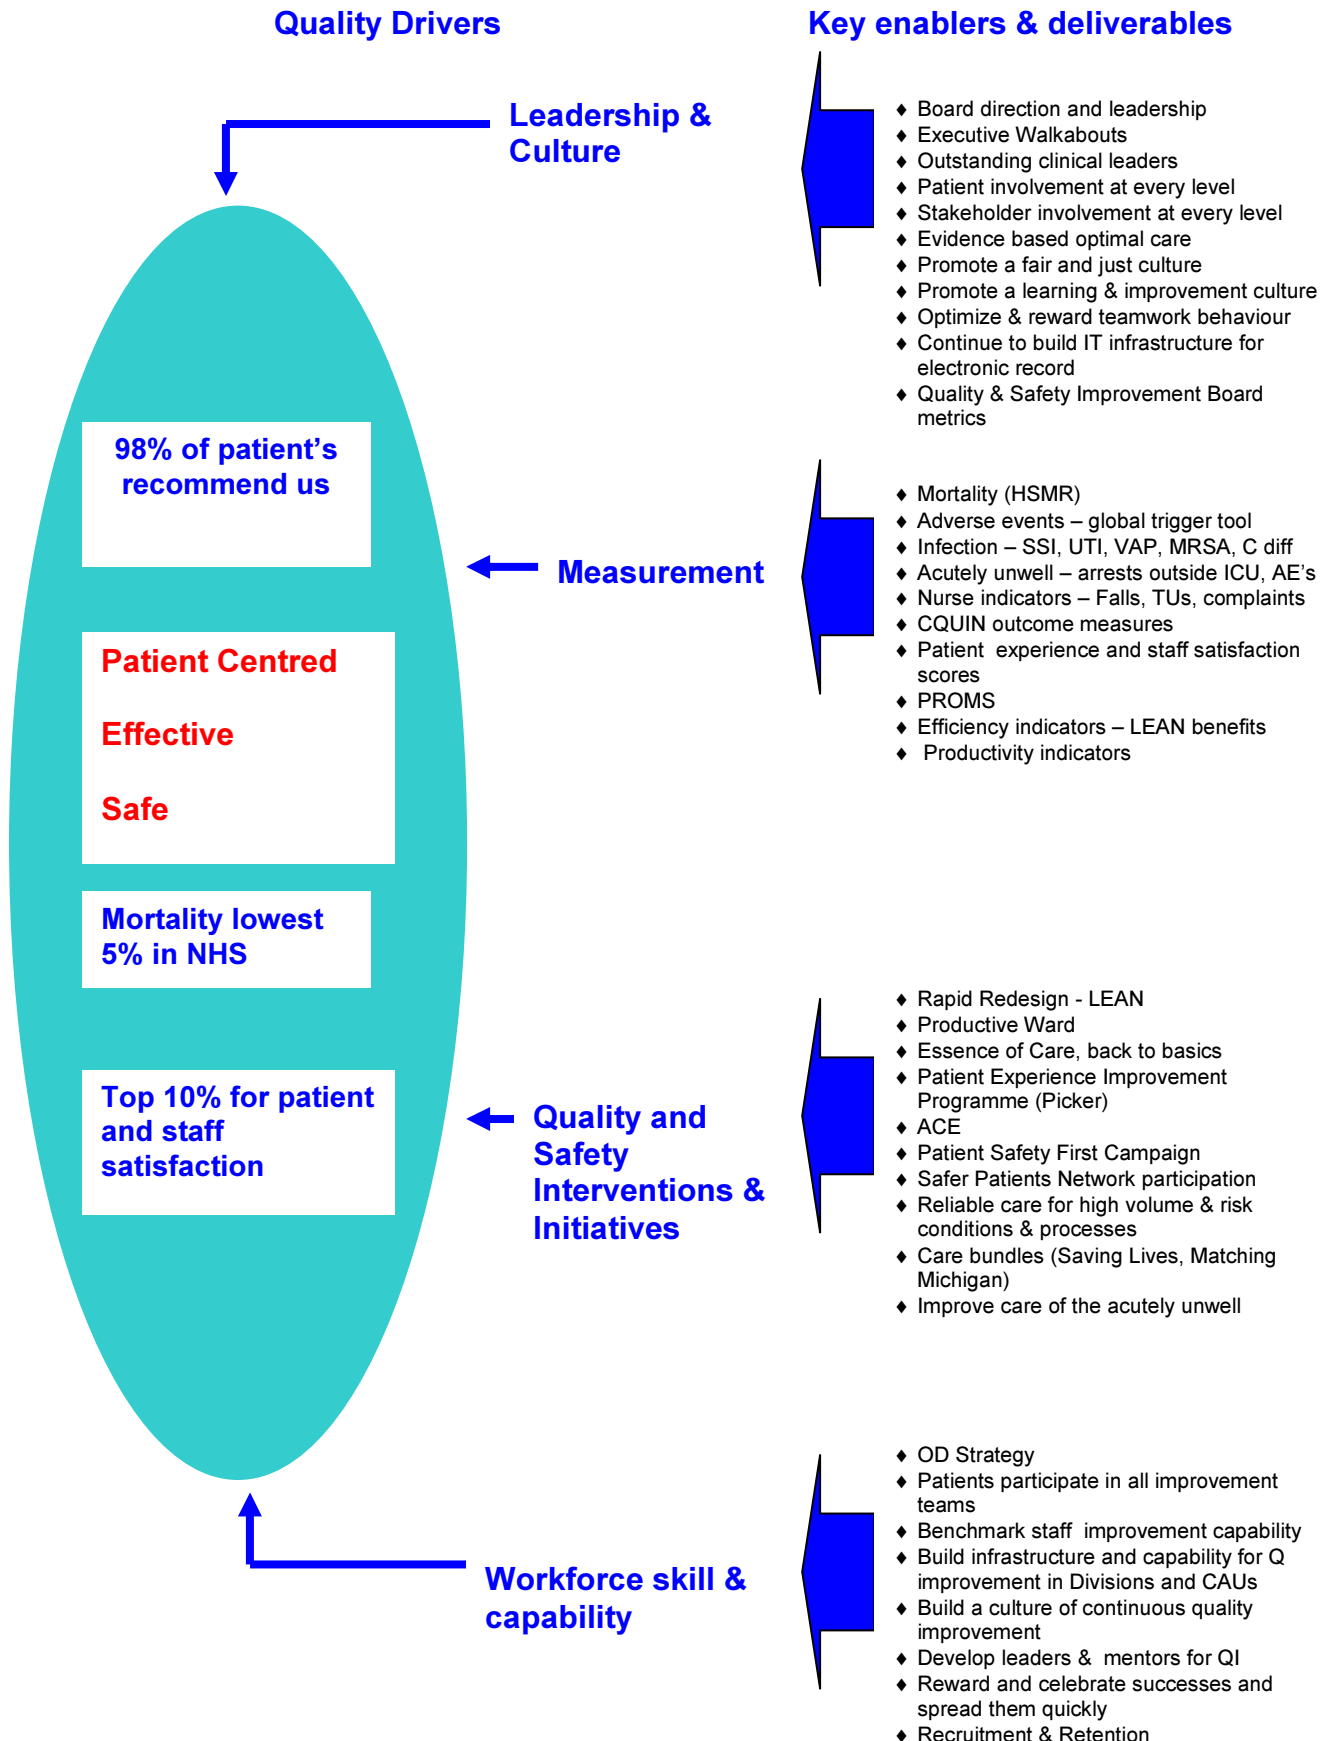 Quality Drivers
Key enablers & deliverables
Leadership &
Culture
♦ Board direction and leadership
♦ Executive Walkabouts
♦ Outstanding clinical leaders
♦ Patient involvement at every level
♦ Stakeholder involvement at every level
♦ Evidence based optimal care
♦ Promote a fair and just culture
♦ Promote a learning & improvement culture
♦ Optimize & reward teamwork behaviour
♦ Continue to build IT infrastructure for
electronic record
♦ Quality & Safety Improvement Board
metrics
98% of patient’s
recommend us
Patient Centred
Effective
Safe
Mortality lowest
5% in NHS
Top 10% for patient
and staff
satisfaction
Measurement
♦ Mortality (HSMR)
♦ Adverse events – global trigger tool
♦ Infection – SSI, UTI, VAP, MRSA, C diff
♦ Acutely unwell – arrests outside ICU, AE’s
♦ Nurse indicators – Falls, TUs, complaints
♦ CQUIN outcome measures
♦ Patient  experience and staff satisfaction
scores
♦ PROMS
♦ Efficiency indicators – LEAN benefits
♦ Productivity indicators
Quality and
Safety
Interventions &
Initiatives
♦ Rapid Redesign - LEAN
♦ Productive Ward
♦ Essence of Care, back to basics
♦ Patient Experience Improvement
Programme (Picker)
♦ ACE
♦ Patient Safety First Campaign
♦ Safer Patients Network participation
♦ Reliable care for high volume & risk
conditions & processes
♦ Care bundles (Saving Lives, Matching
Michigan)
♦ Improve care of the acutely unwell
Workforce skill &
capability
♦ OD Strategy
♦ Patients participate in all improvement
teams
♦ Benchmark staff  improvement capability
♦ Build infrastructure and capability for Q
improvement in Divisions and CAUs
♦ Build a culture of continuous quality
improvement
♦ Develop leaders &  mentors for QI
♦ Reward and celebrate successes and
spread them quickly
♦ Recruitment & Retention